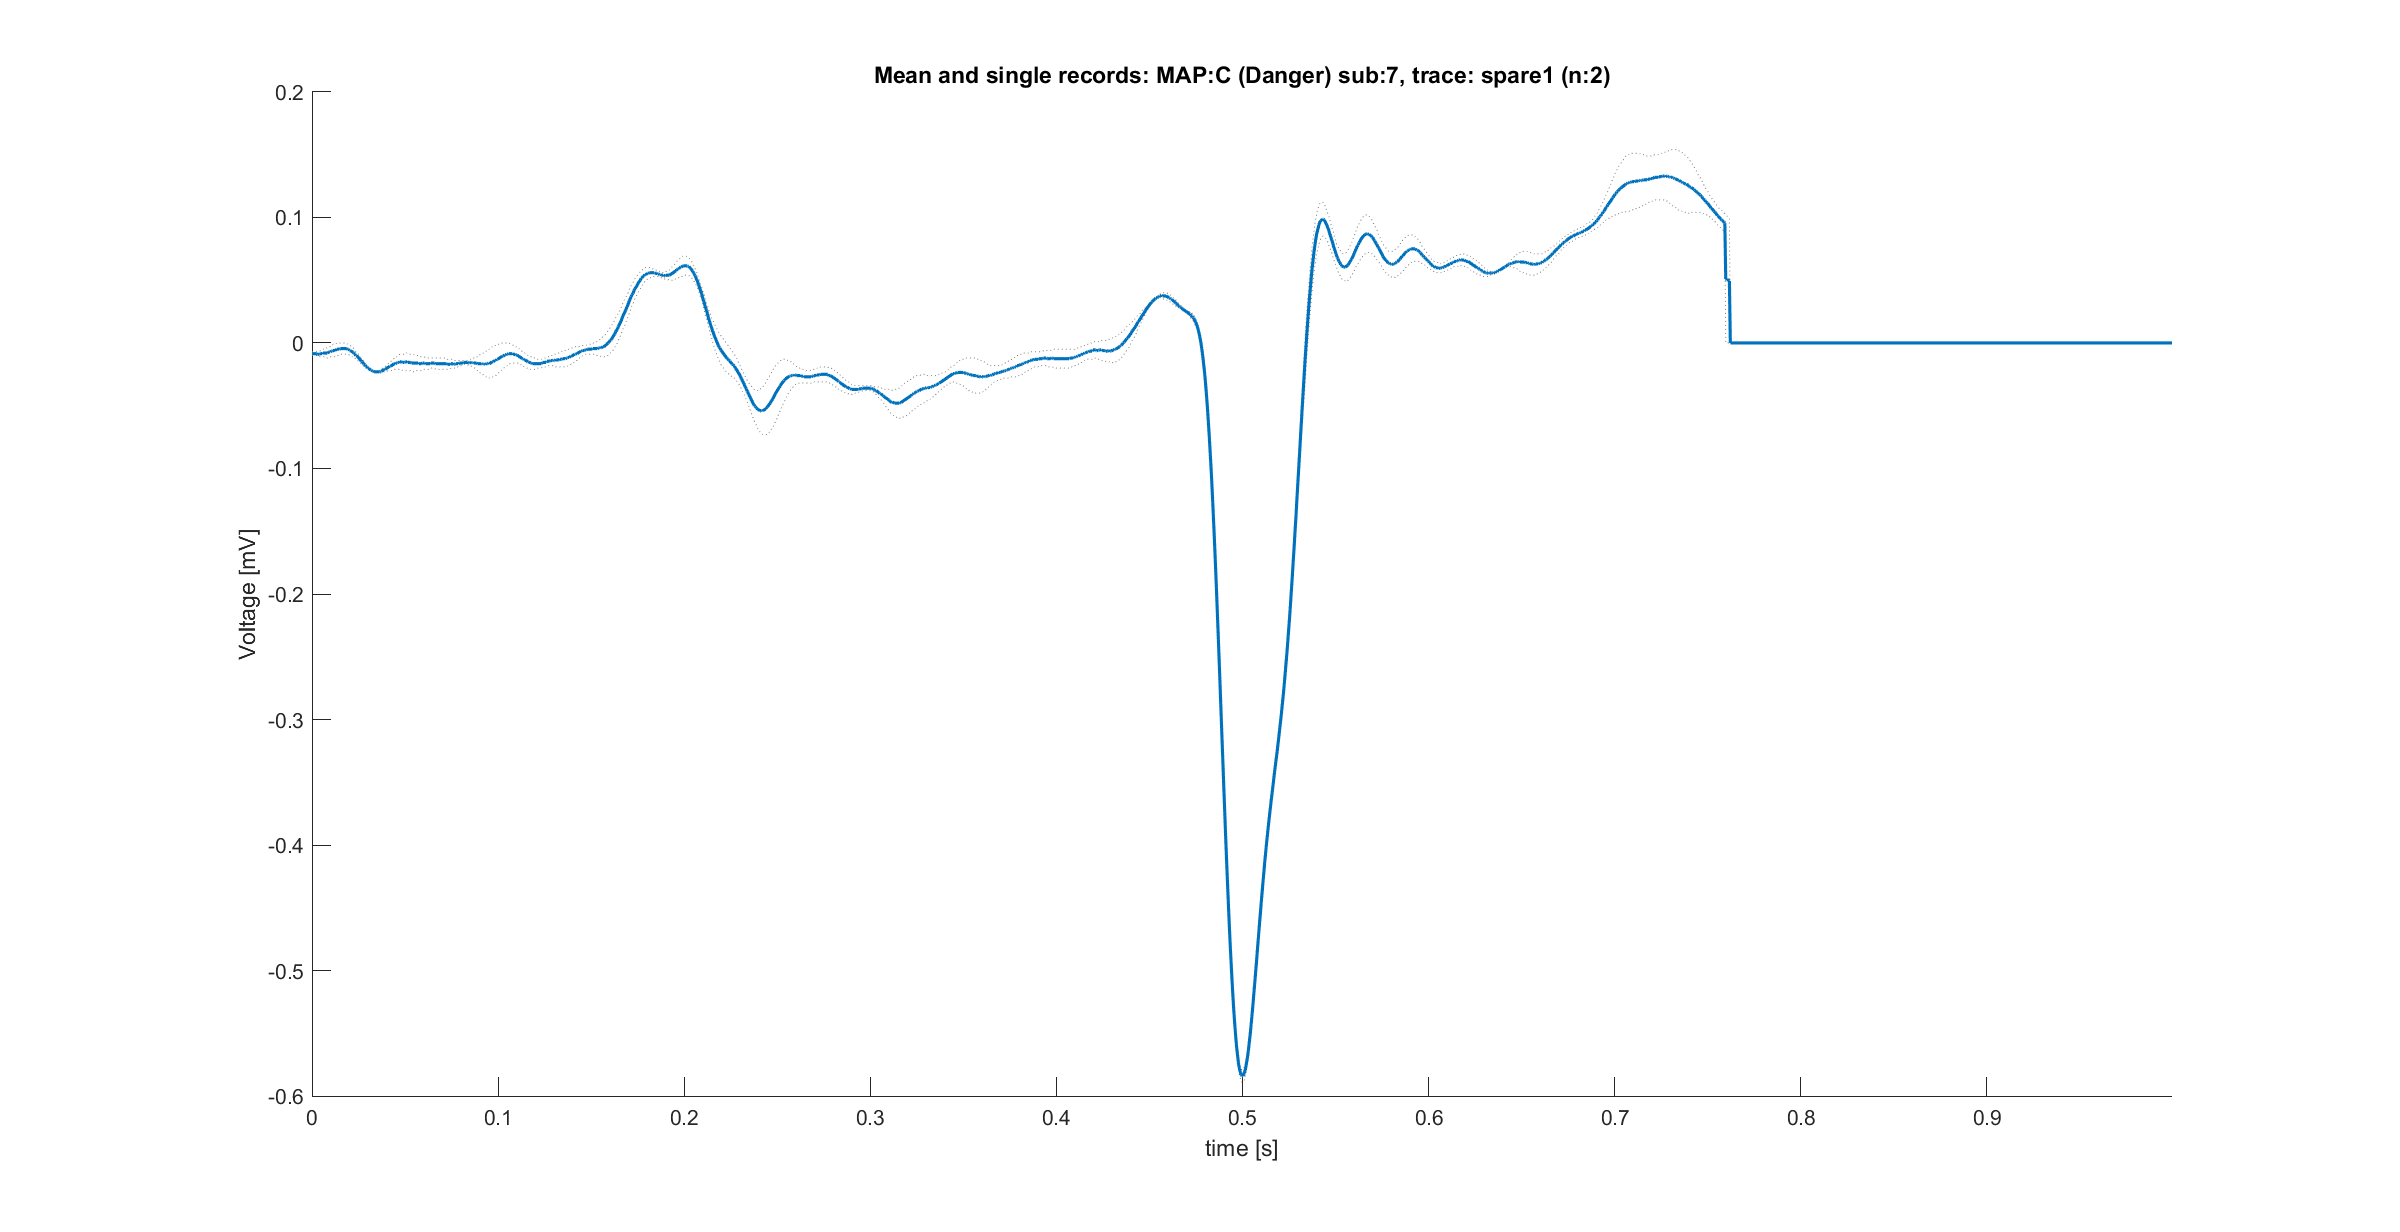 Mean and single records: MAP:C (Danger) sub:7, trace: spare1 (n:2)
0.2
0.1
0
-0.1
-0.2
-0.3
-0.4
-0.5
-0.6
Voltage [mV]
0 0.1 0.2 0.3 0.4 0.5 0.6 0.7 0.8 0.9
time [s]